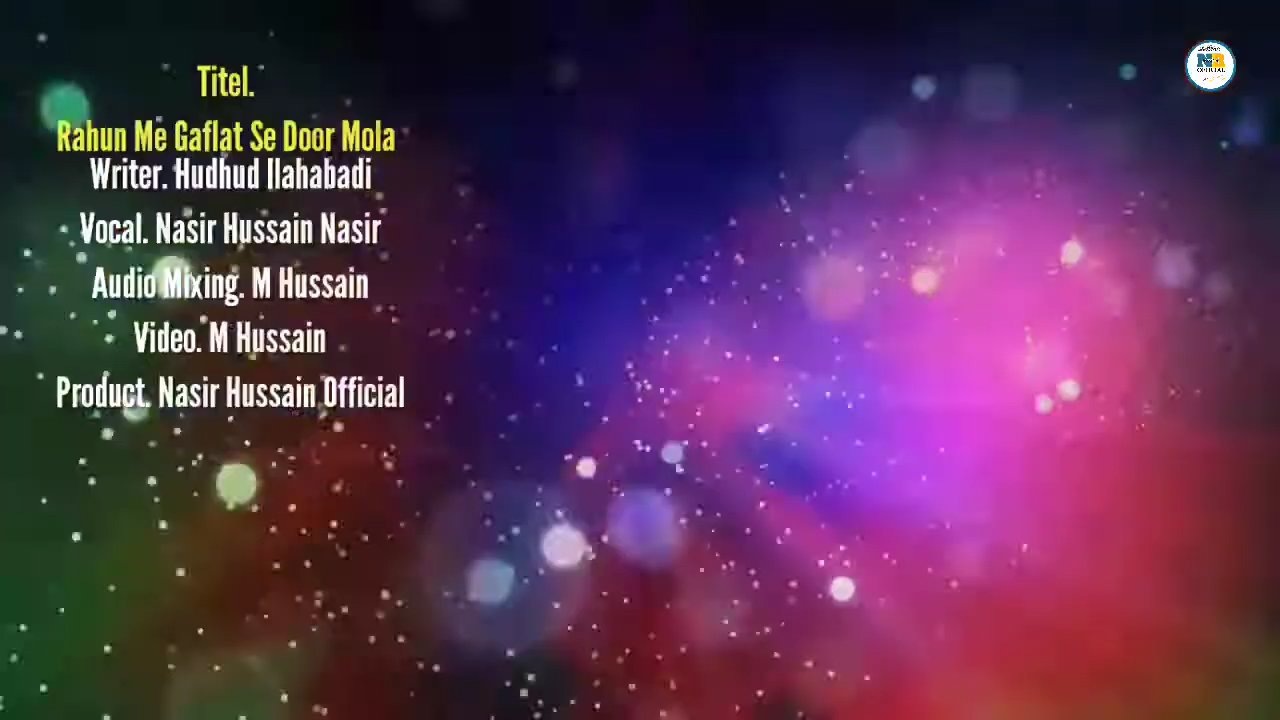 Titel.
Rahun Me Gaflat Se Door Mola
Writer. Hudhud Ilahabadi
Vocal. Nasir Hussain Nasir
Audio Mixing. M Hussain
Video. M Hussain
Product. Nasir Hussain Official
OFFICIAL